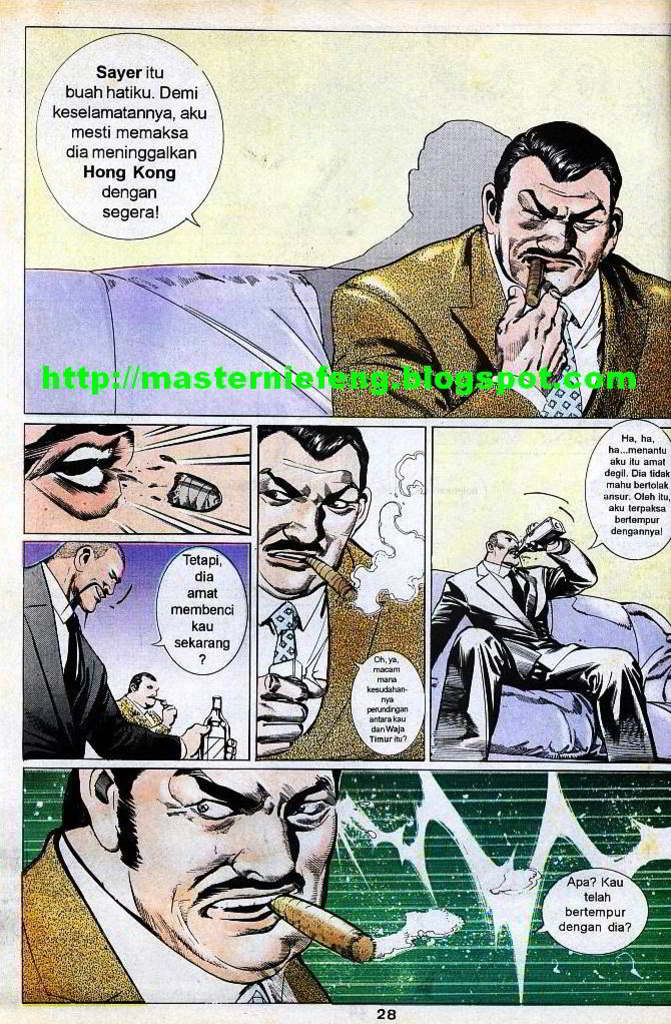 Sayer itu
buah hatiku. Demi
keselamatannya, aku
mesti memaksa
dia meninggalkan
Hong Kong
dengan
segera!
http://masterniefeng.blogspot.com
Tetapi,
dia
amat
membenci
kau
sekarang
?
Oh, ya,
macam
mana
kesudahan-
nya
perundingan
antara kau
dan Waja
Timur itu?
Ha, ha,
ha...menantu
aku itu amat
degil. Dia tidak
mahu bertolak
ansur. Oleh itu,
aku terpaksa
bertempur
dengannya!
Apa? Kau
telah
bertempur
dengan dia?
28